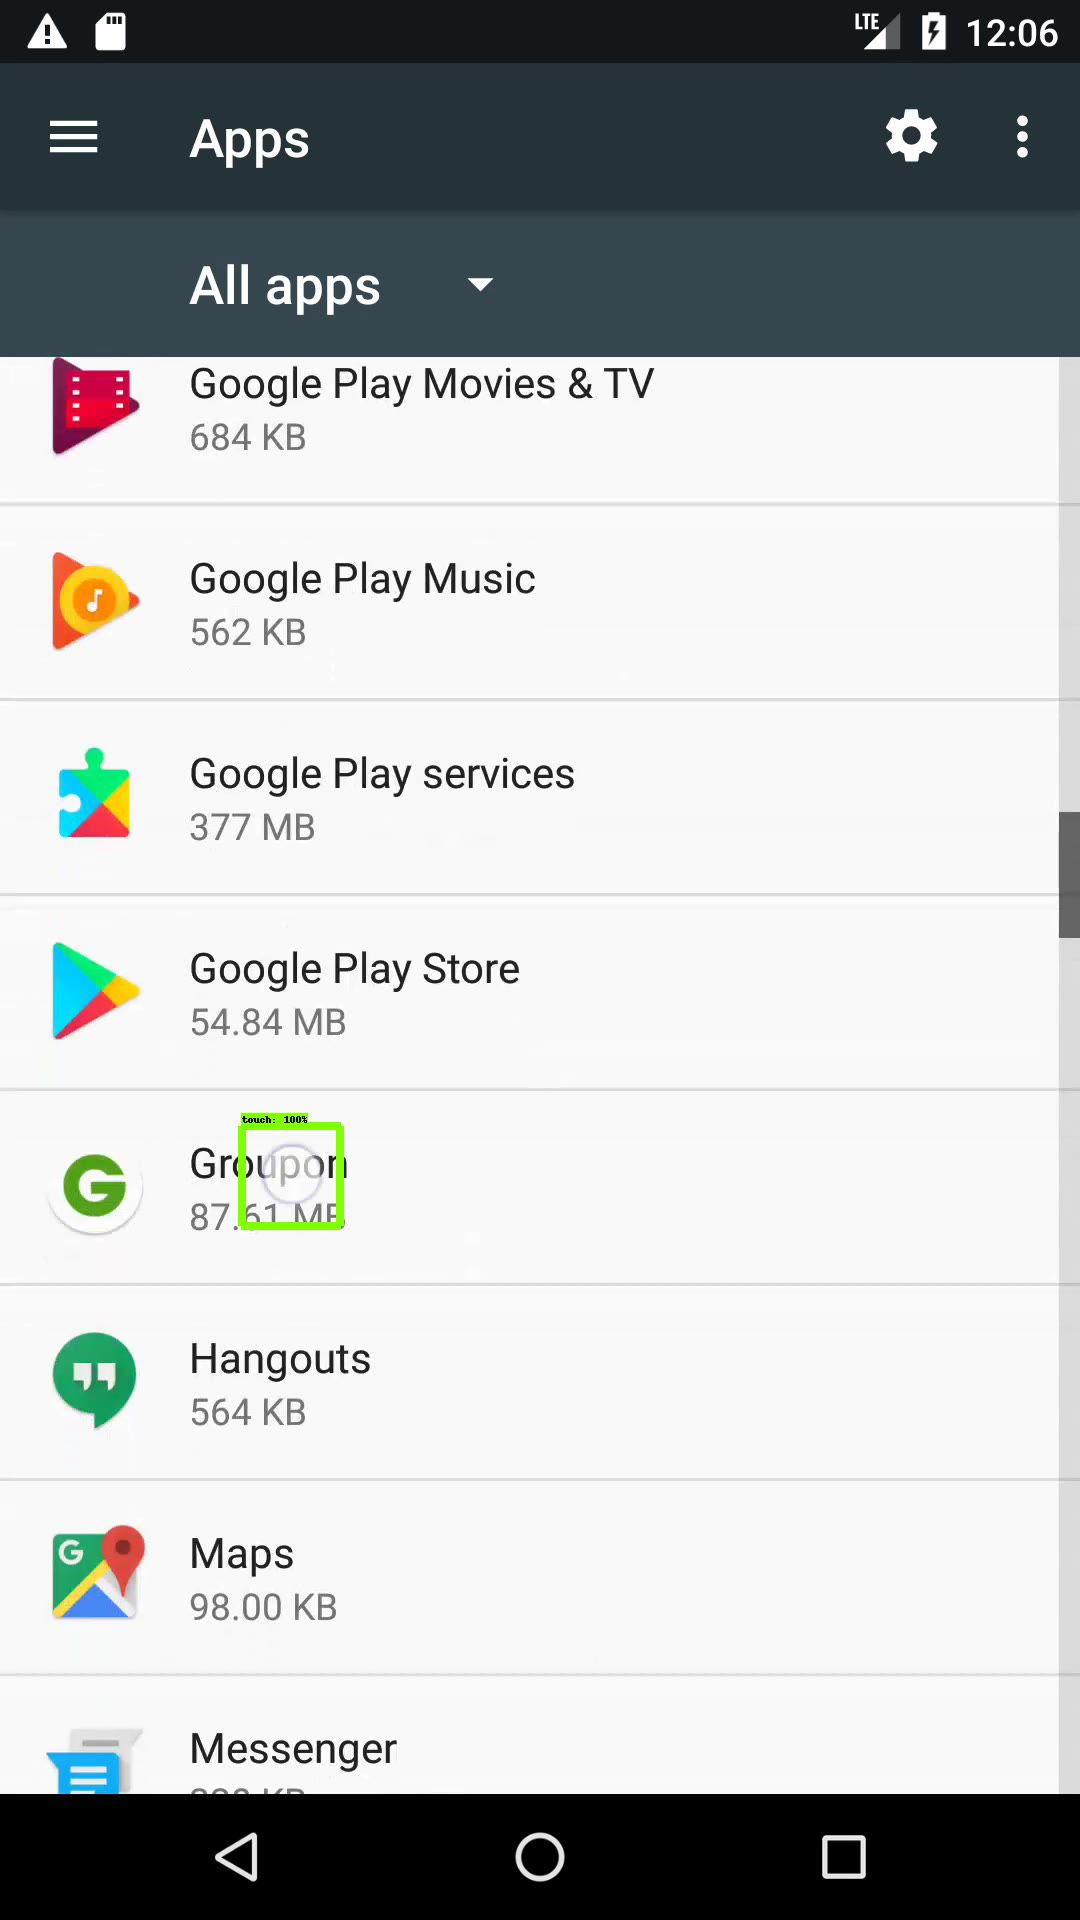 LTE 12:06
Apps
All apps
Google Play Movies & TV
684 KB
Google Play Music
562 KB
Google Play services
377 MB
Google Play Store
54.84 MB
touch: 100%
Groupon
87.61 MB
Hangouts
564 KB
Maps
98.00 KB
Messenger